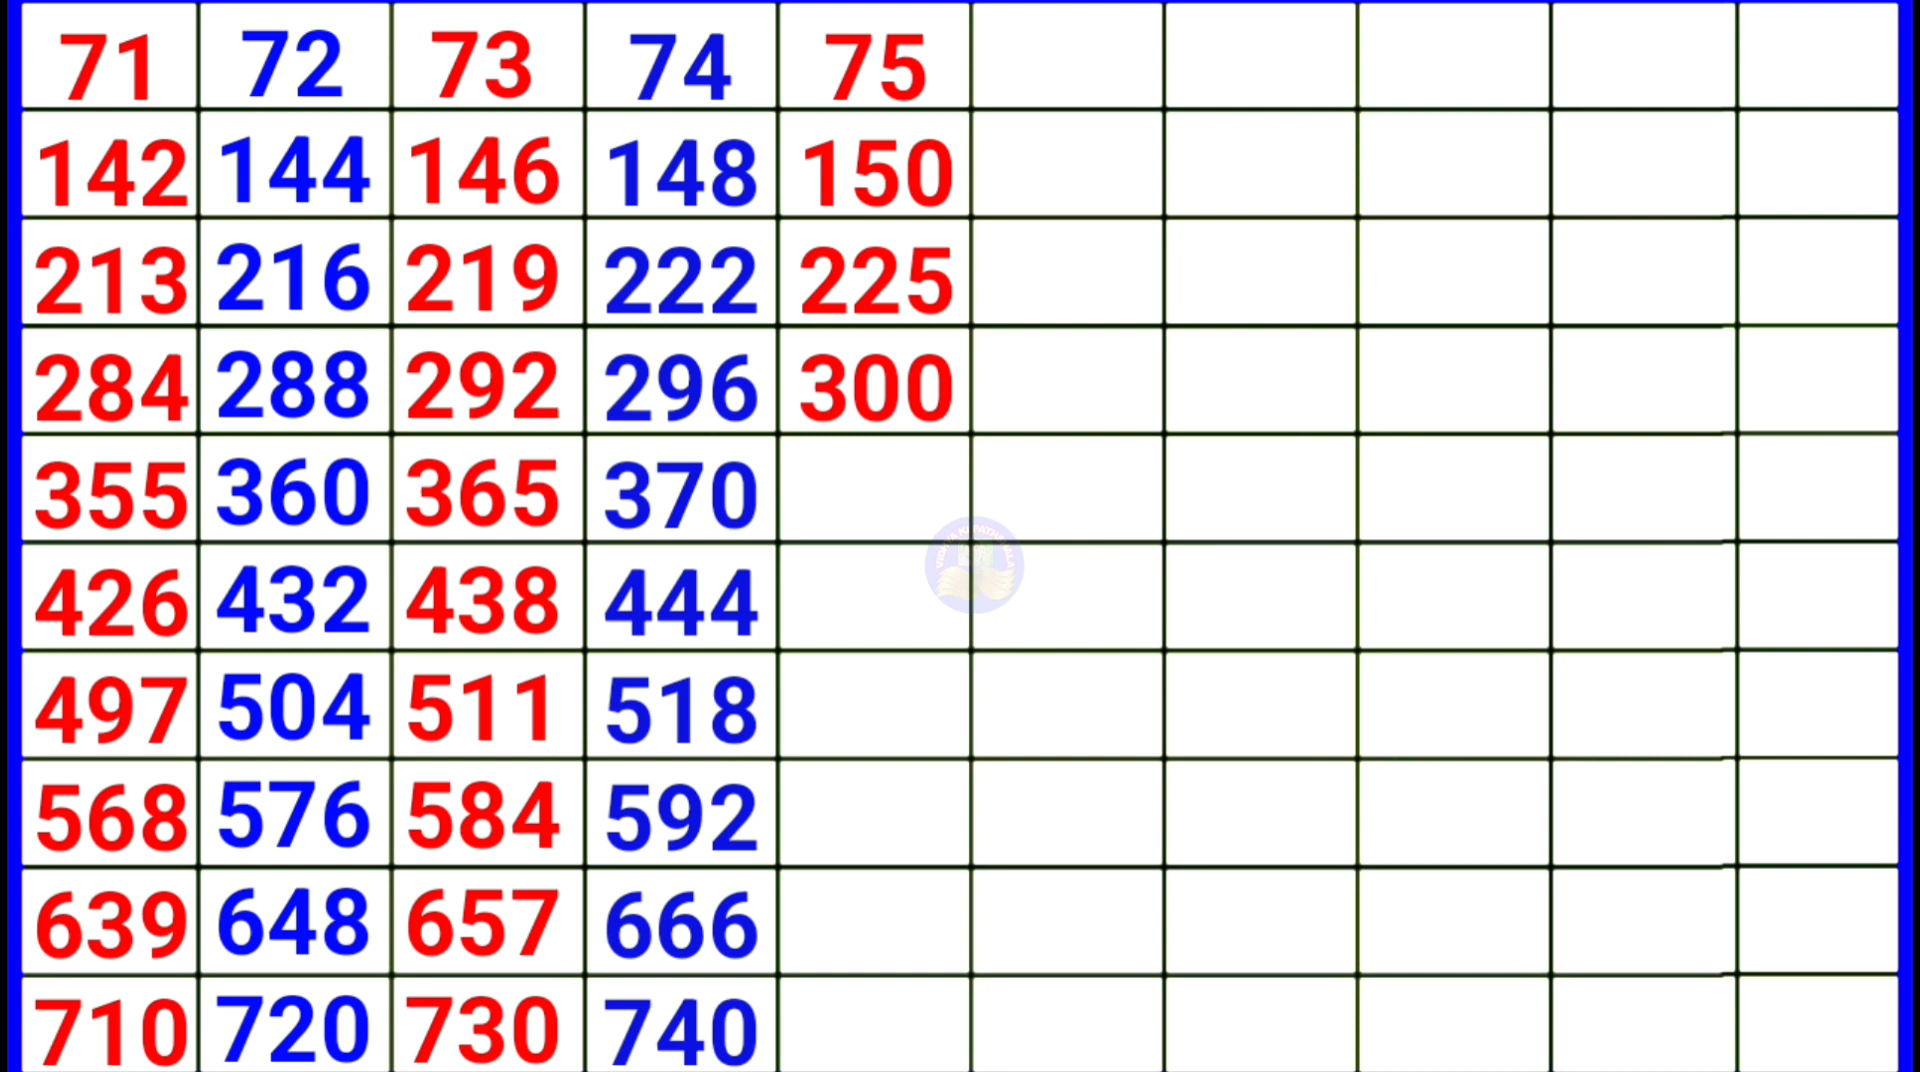 71 72 73 74 75
142 144 146 148 150
213 216 219 222 225
284 288 292 296 300
355 360 365 370
426 432 438 444
497 504 511 518
568 576 584 592
639 648 657 666
710 720 730 740